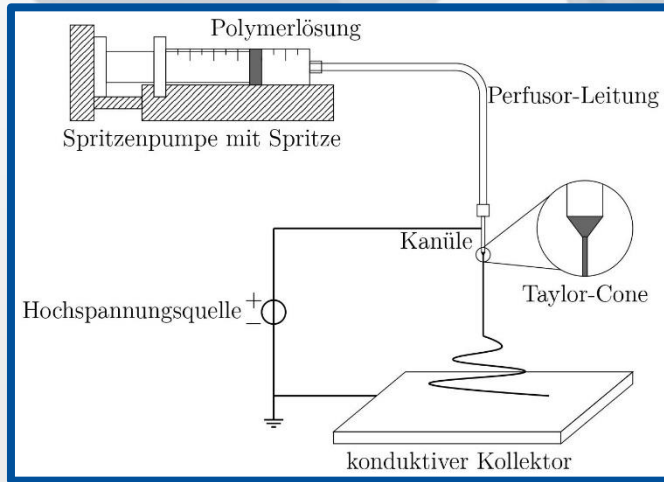 Polymerlösung
Perfusor-Leitung
Spritzenpumpe mit Spritze
Kanüle
Taylor-Cone
Hochspannungsquelle
+
−
konduktiver Kollektor